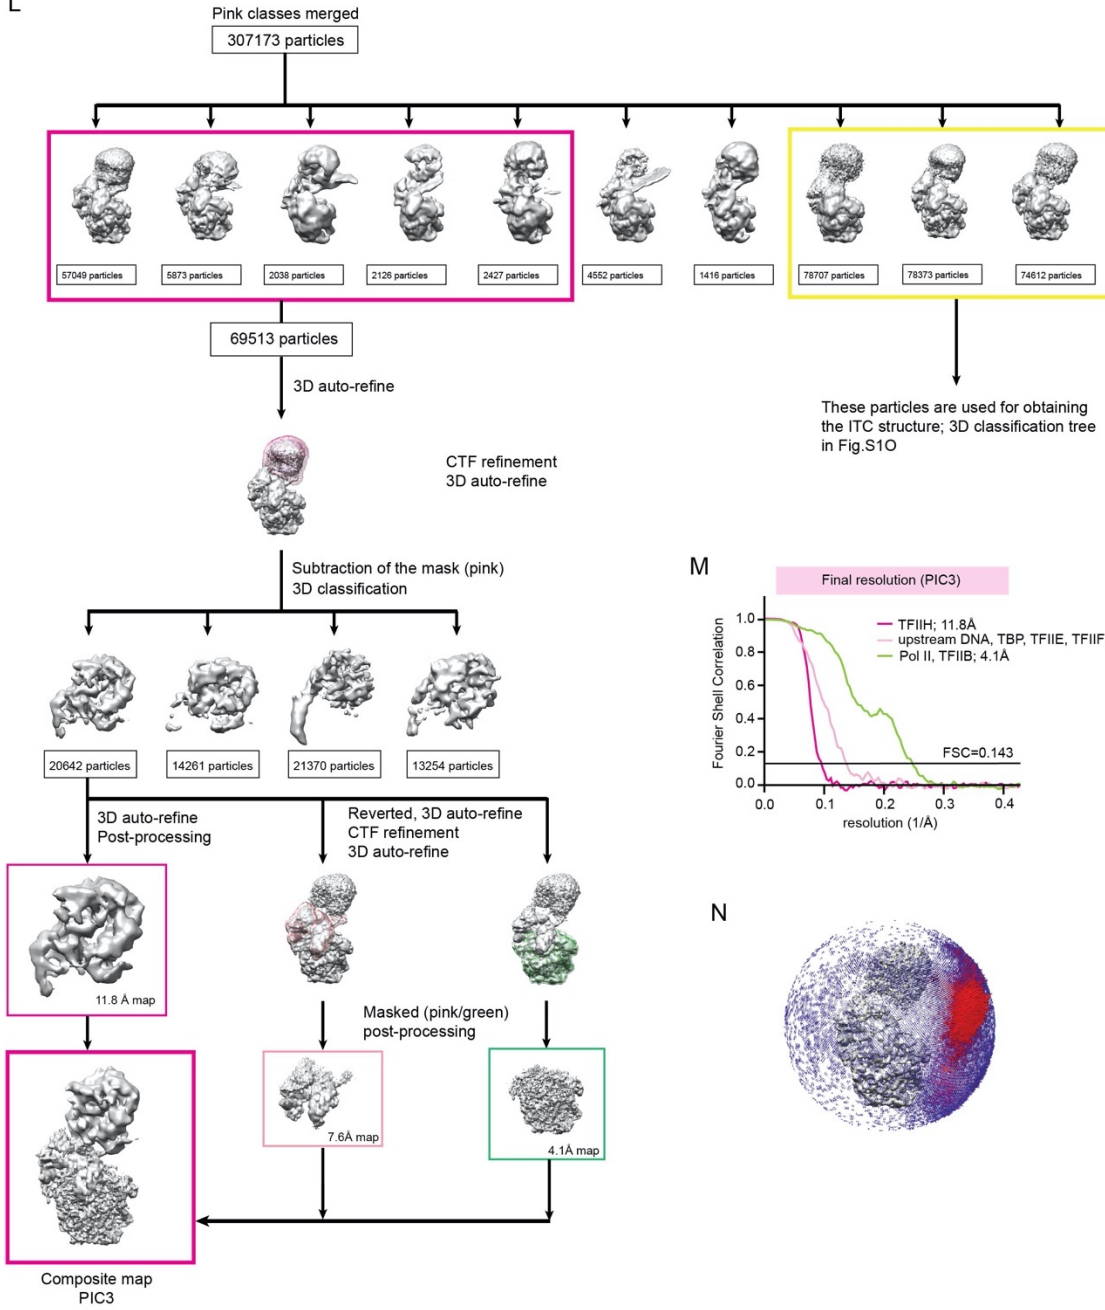 L
Pink classes merged
307173 particles
57049 particles
5873 particles
2038 particles
2126 particles
2427 particles
4552 particles
1416 particles
78707 particles
78373 particles
74612 particles
69513 particles
3D auto-refine
These particles are used for obtaining
the ITC structure; 3D classification tree
in Fig.S1O
CTF refinement
3D auto-refine
Subtraction of the mask (pink)
3D classification
20642 particles
14261 particles
21370 particles
13254 particles
3D auto-refine
Post-processing
Reverted, 3D auto-refine
CTF refinement
3D auto-refine
11.8 Å map
Masked (pink/green)
post-processing
7.6Å map
4.1Å map
Composite map
PIC3
M
Final resolution (PIC3)
TFIIH; 11.8Å
upstream DNA, TBP, TFIIE, TFIIF
Pol II, TFIIB; 4.1Å
Fourier Shell Correlation
1.0
0.8
0.6
0.4
0.2
0.0
FSC=0.143
0.0 0.1 0.2 0.3 0.4
resolution (1/Å)
N